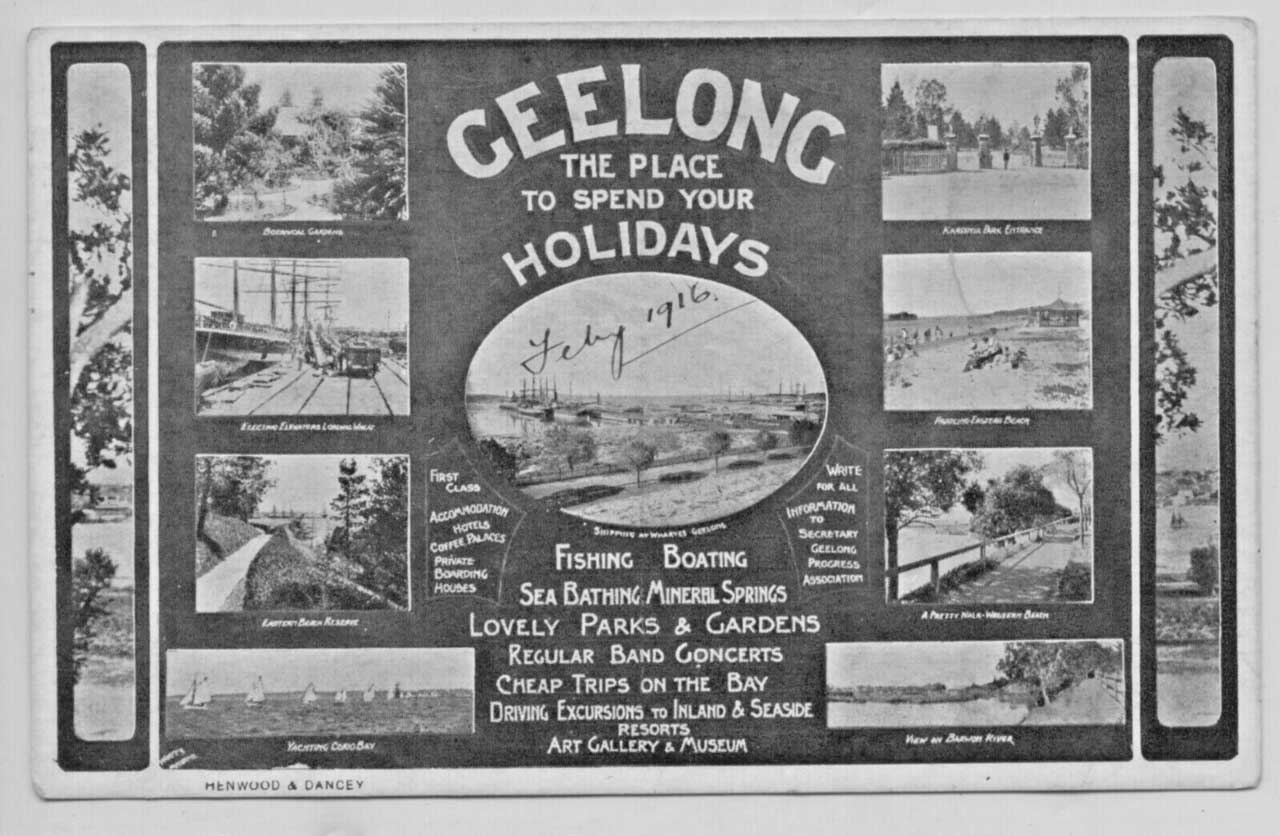 GEELONG
THE PLACE
TO SPEND YOUR
HOLIDAYS
Feby 1916.
BOTANICAL GARDENS
KARDINIA PARK ENTRANCE
ELECTRIC ELEVATORS LOADING WHEAT
PADDLING EASTERN BEACH
EASTERN BEACH RESERVE
A PRETTY WALK-WESTERN BEACH
FIRST
CLASS
ACCOMMODATION
HOTELS
COFFEE PALACES
PRIVATE
BOARDING
HOUSES
SHIPPING AT WHARVES GEELONG
WRITE
FOR ALL
INFORMATION
TO
SECRETARY
GEELONG
PROGRESS
ASSOCIATION
FISHING BOATING
SEA BATHING MINERAL SPRINGS
LOVELY PARKS & GARDENS
REGULAR BAND CONCERTS
CHEAP TRIPS ON THE BAY
DRIVING EXCURSIONS TO INLAND & SEASIDE
RESORTS
ART GALLERY & MUSEUM
YACHTING CORIO BAY
VIEW ON BARWON RIVER
HENWOOD & DANCEY